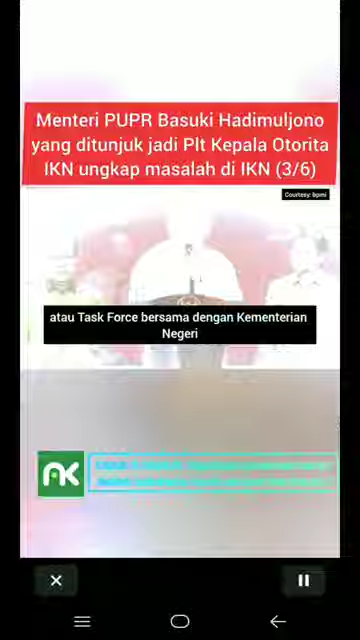 Menteri PUPR Basuki Hadimuljono
yang ditunjuk jadi Plt Kepala Otorita
IKN ungkap masalah di IKN (3/6)
Courtesy: bpmi
atau Task Force bersama dengan Kementerian
Negeri
AK